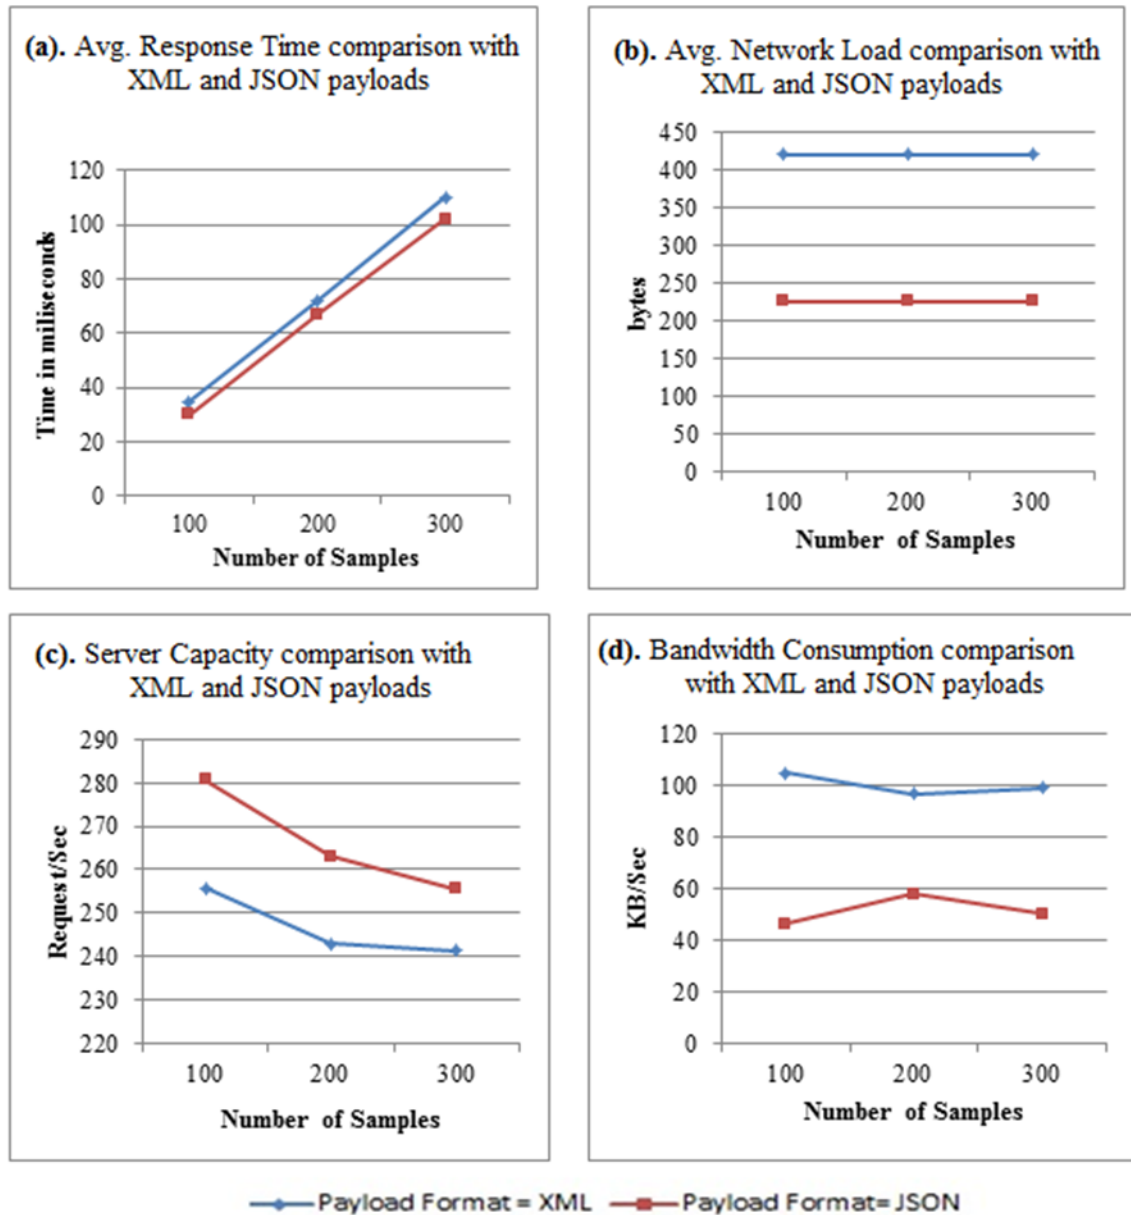 (a). Avg. Response Time comparison with
XML and JSON payloads
120
100
80
60
40
20
0
Time in miliseconds
100 200 300
Number of Samples
(b). Avg. Network Load comparison with
XML and JSON payloads
450
400
350
300
250
200
150
100
50
0
bytes
100 200 300
Number of Samples
(c). Server Capacity comparison with
XML and JSON payloads
290
280
270
260
250
240
230
220
Request/Sec
100 200 300
Number of Samples
(d). Bandwidth Consumption comparison
with XML and JSON payloads
120
100
80
60
40
20
0
KB/Sec
100 200 300
Number of Samples
Payload Format = XML Payload Format= JSON